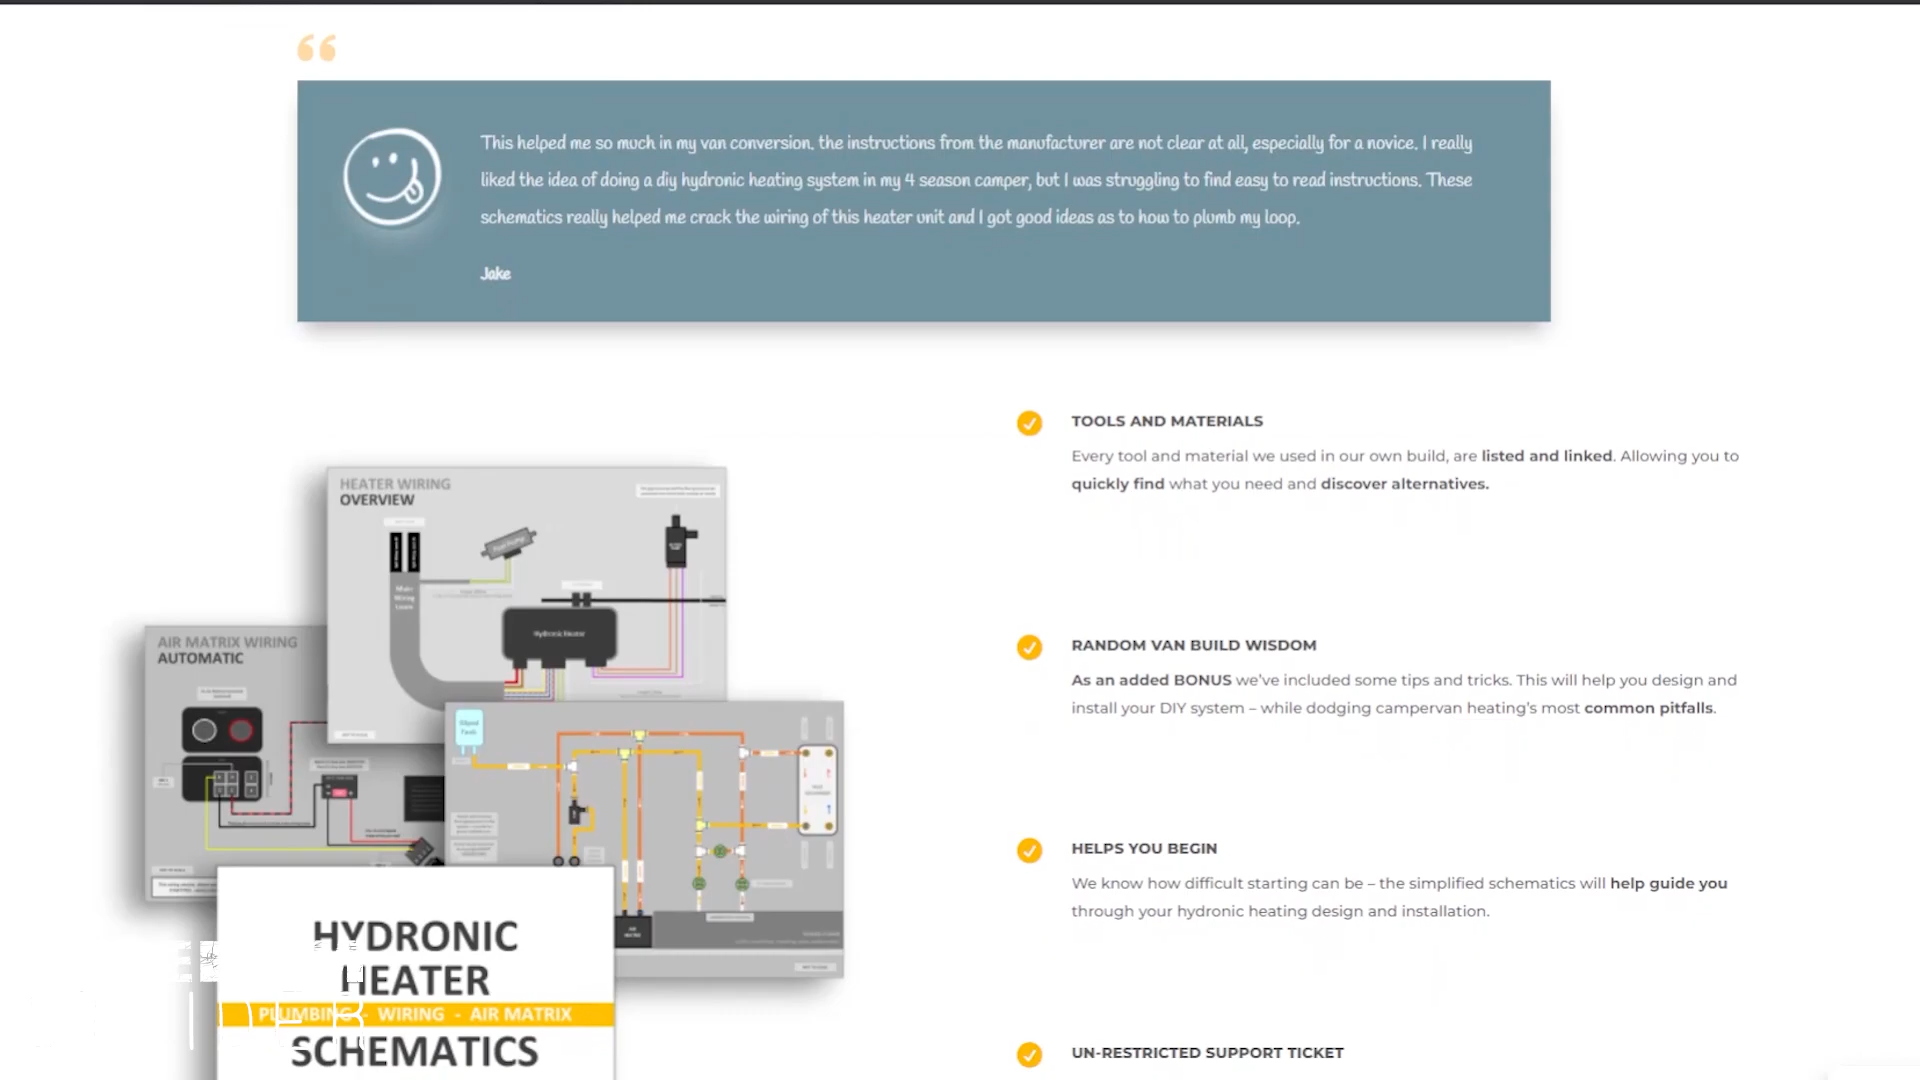 This helped me so much in my van conversion. the instructions from the manufacturer are not clear at all, especially for a novice. I really
liked the idea of doing a diy hydronic heating system in my 4 season camper, but I was struggling to find easy to read instructions. These
schematics really helped me crack the wiring of this heater unit and I got good ideas as to how to plumb my loop.
Jake
HEATER WIRING
OVERVIEW
Main
Wiring
Loom
Hydronic Heater
AIR MATRIX WIRING
AUTOMATIC
HYDRONIC
HEATER
PLUMBING - WIRING - AIR MATRIX
SCHEMATICS
TOOLS AND MATERIALS
Every tool and material we used in our own build, are listed and linked. Allowing you to
quickly find what you need and discover alternatives.
RANDOM VAN BUILD WISDOM
As an added BONUS we've included some tips and tricks. This will help you design and
install your DIY system – while dodging campervan heating's most common pitfalls.
HELPS YOU BEGIN
We know how difficult starting can be – the simplified schematics will help guide you
through your hydronic heating design and installation.
UN-RESTRICTED SUPPORT TICKET